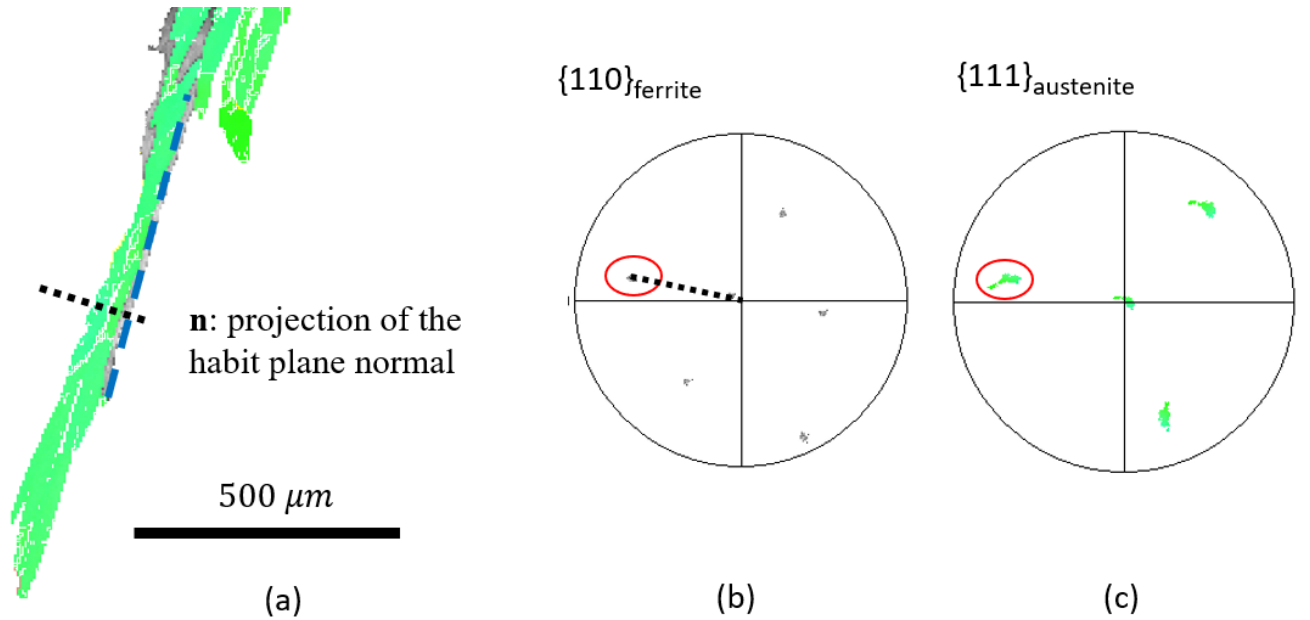 {110}ferrite
{111}austenite
n: projection of the
habit plane normal
500 μm
(a)
(b)
(c)